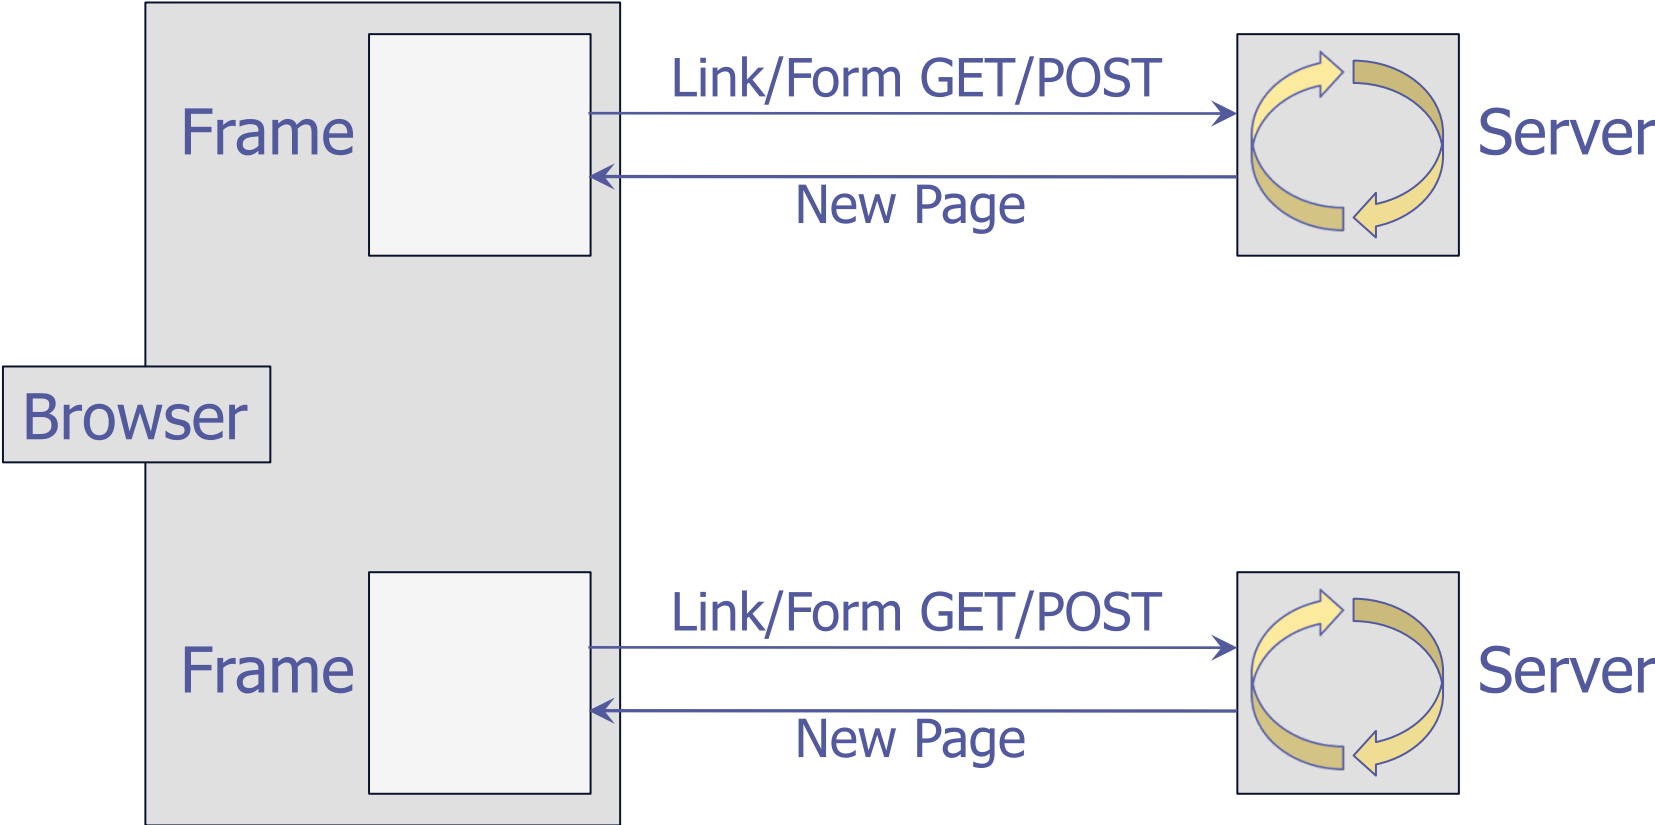 Link/Form GET/POST
Frame
Server
New Page
Browser
Link/Form GET/POST
Frame
Server
New Page